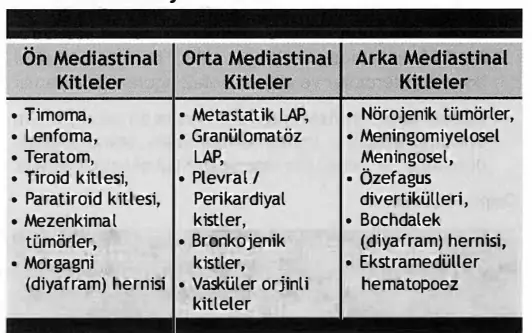 Ön Mediastinal
Kitleler
• Timoma,
• Lenfoma,
• Teratom,
• Tiroid kitlesi,
• Paratiroid kitlesi,
• Mezenkimal
tümörler,
• Morgagni
(diyafram) hernisi
Orta Mediastinal
Kitleler
• Metastatik LAP,
• Granülomatöz
LAP,
• Plevral /
Perikardiyal
kistler,
• Bronkojenik
kistler,
• Vasküler orjinli
kitleler
Arka Mediastinal
Kitleler
• Nörojenik tümörler,
• Meningomiyelosel
Meningosel,
• Özefagus
divertikülleri,
• Bochdalek
(diyafram) hernisi,
• Ekstramedüller
hematopoez